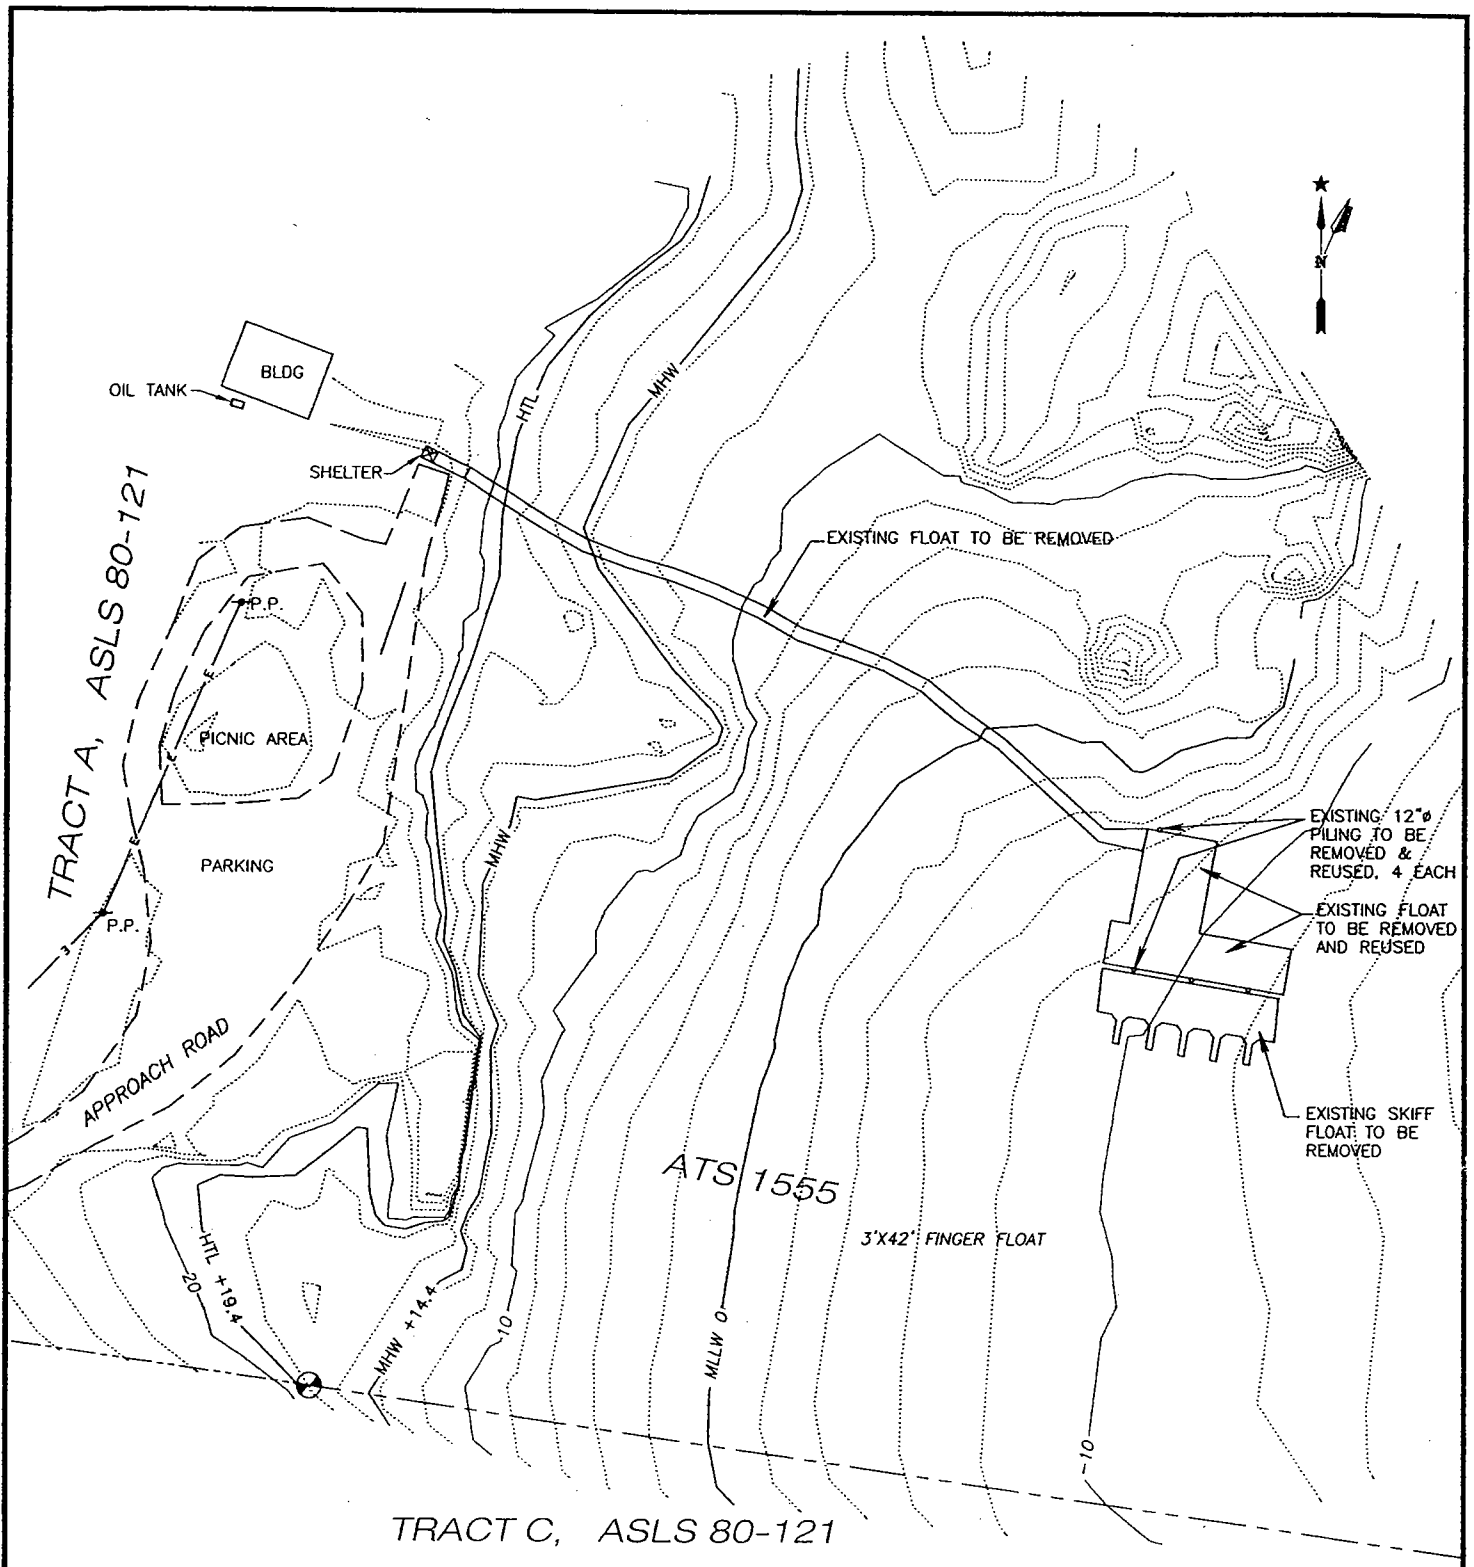 N
BLDG
OIL TANK
HTL
MHW
SHELTER
TRACT A, ASLS 80-121
EXISTING FLOAT TO BE REMOVED
P.P.
E
PICNIC AREA
E
EXISTING 12"ø
PILING TO BE
REMOVED &
REUSED, 4 EACH
MHW
E
PARKING
EXISTING FLOAT
TO BE REMOVED
AND REUSED
P.P.
APPROACH ROAD
EXISTING SKIFF
FLOAT TO BE
REMOVED
ATS 1555
3'X42' FINGER FLOAT
HTL +19.4
20
MHW +14.4
10
MLLW 0
-10
TRACT C, ASLS 80-121